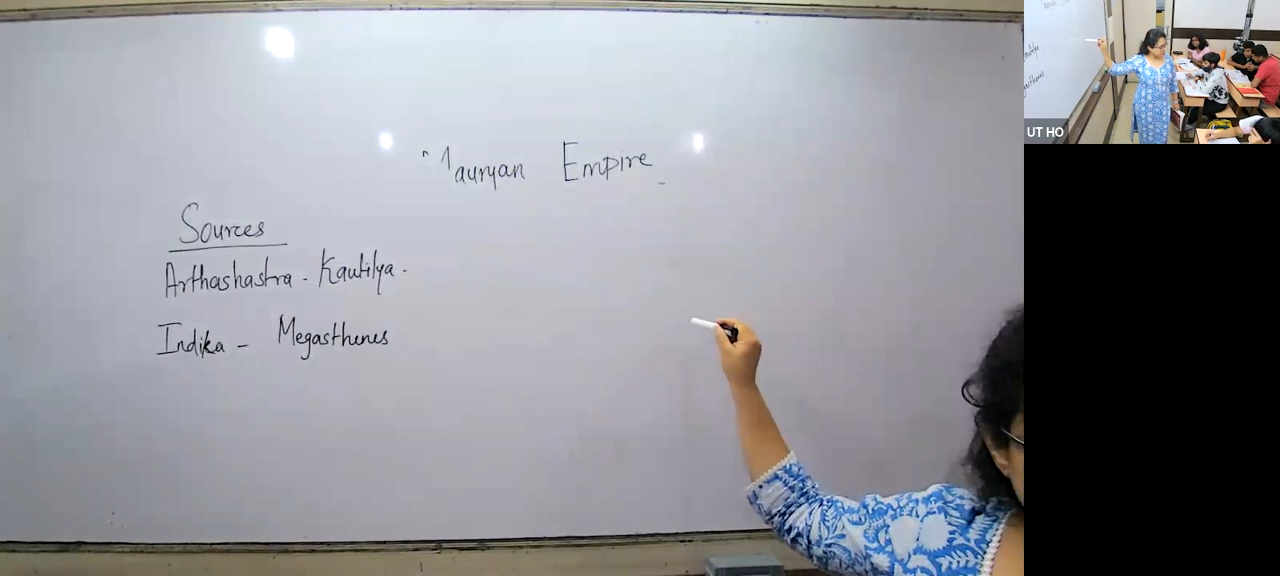 Mauryan Empire
Sources
Arthashastra - Kautilya.
Indika - Megasthenes
UT HO